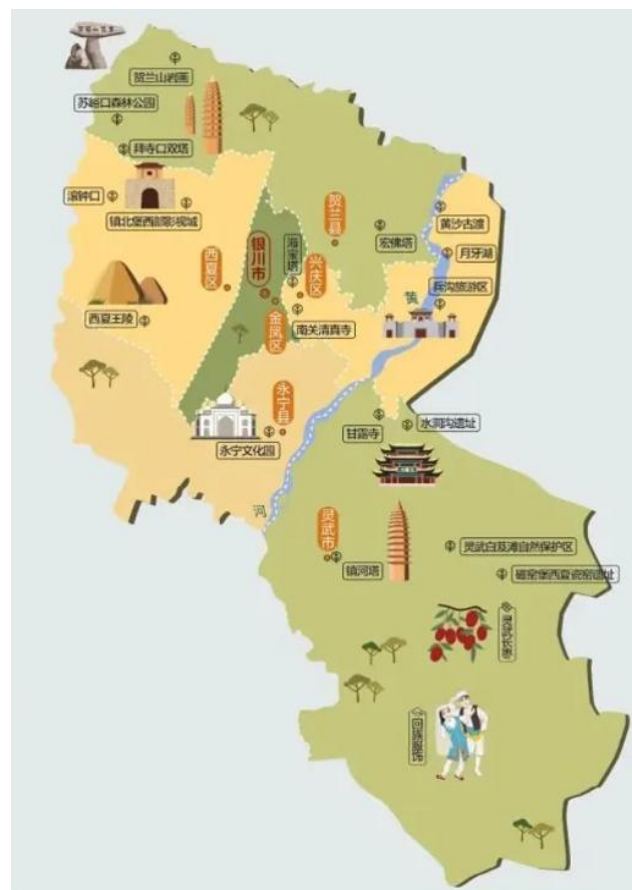 贺兰山岩画
苏峪口森林公园
拜寺口双塔
滚钟口
镇北堡西部影视城
贺兰县
宏佛塔
黄沙古渡
月牙湖
兵沟旅游区
黄
西夏区
银川市
海宝塔
兴庆区
金凤区
南关清真寺
西夏王陵
永宁县
永宁文化园
甘露寺
水洞沟遗址
河
灵武市
镇河塔
灵武白芨滩自然保护区
磁窑堡西夏瓷窑遗址
灵武长枣
回族服饰